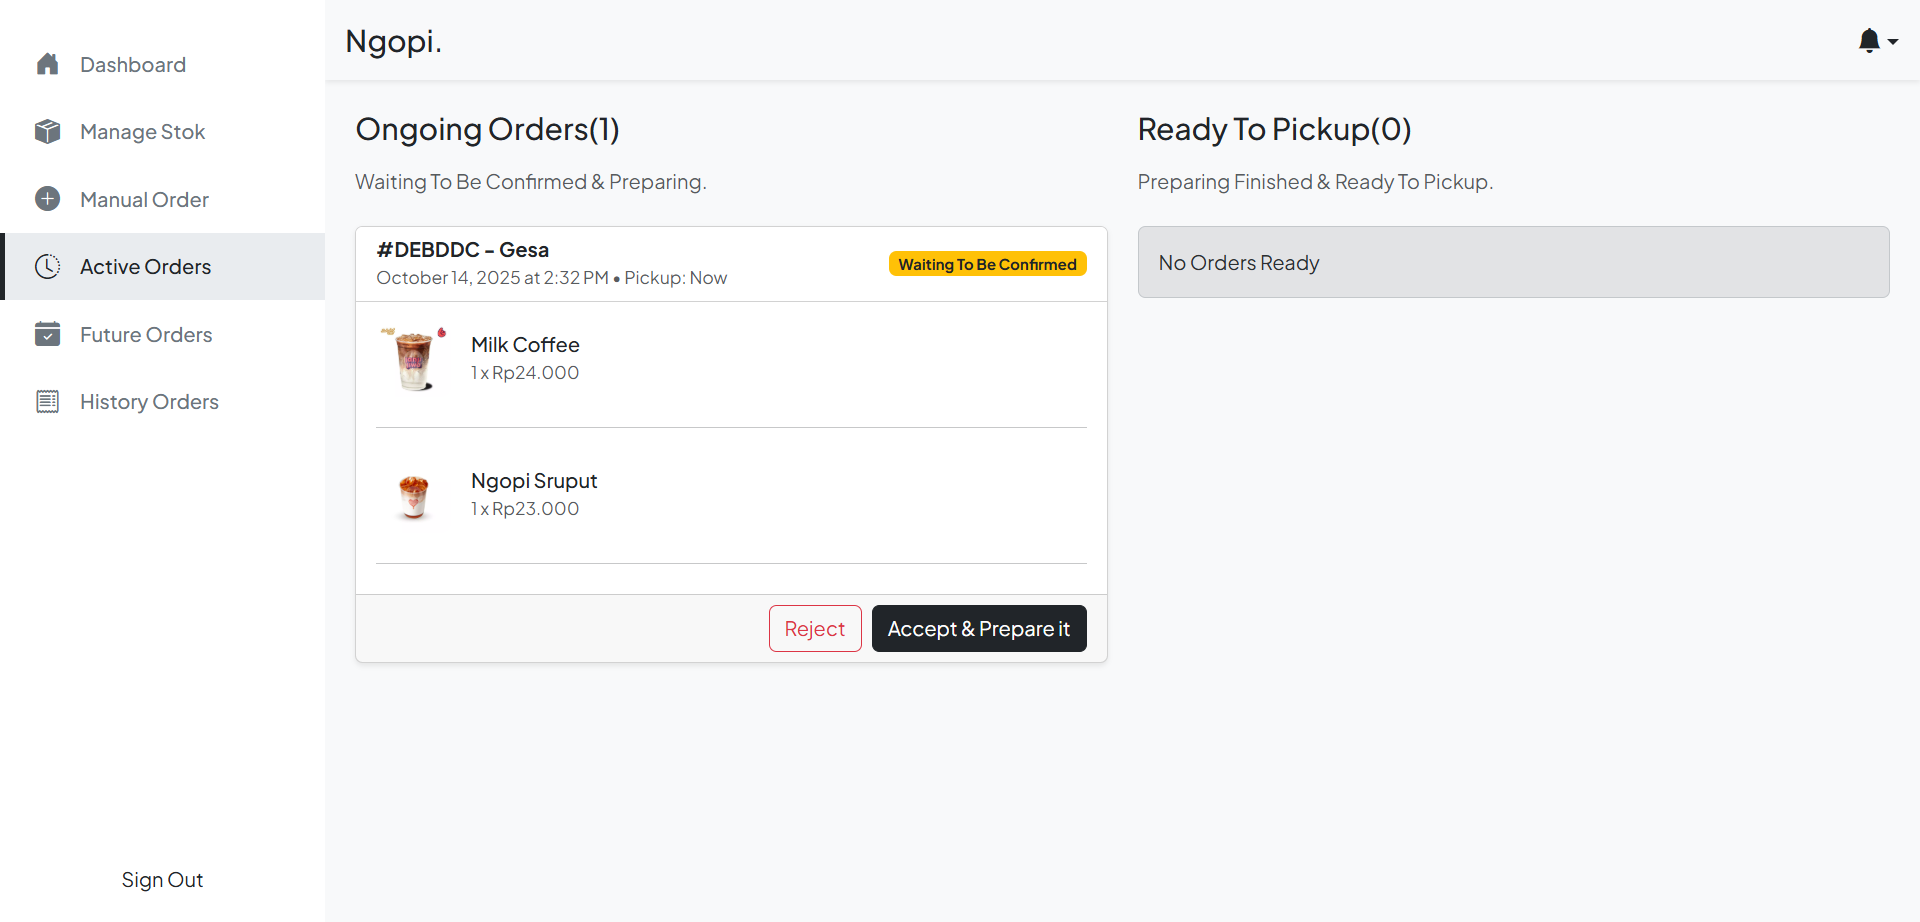 Dashboard
Manage Stok
Manual Order
Active Orders
Future Orders
History Orders
Sign Out
Ngopi.
Ongoing Orders(1)
Waiting To Be Confirmed & Preparing.
#DEBDDC - Gesa
October 14, 2025 at 2:32 PM • Pickup: Now
Waiting To Be Confirmed
Milk Coffee
1 x Rp24.000
Ngopi Sruput
1 x Rp23.000
Reject
Accept & Prepare it
Ready To Pickup(0)
Preparing Finished & Ready To Pickup.
No Orders Ready